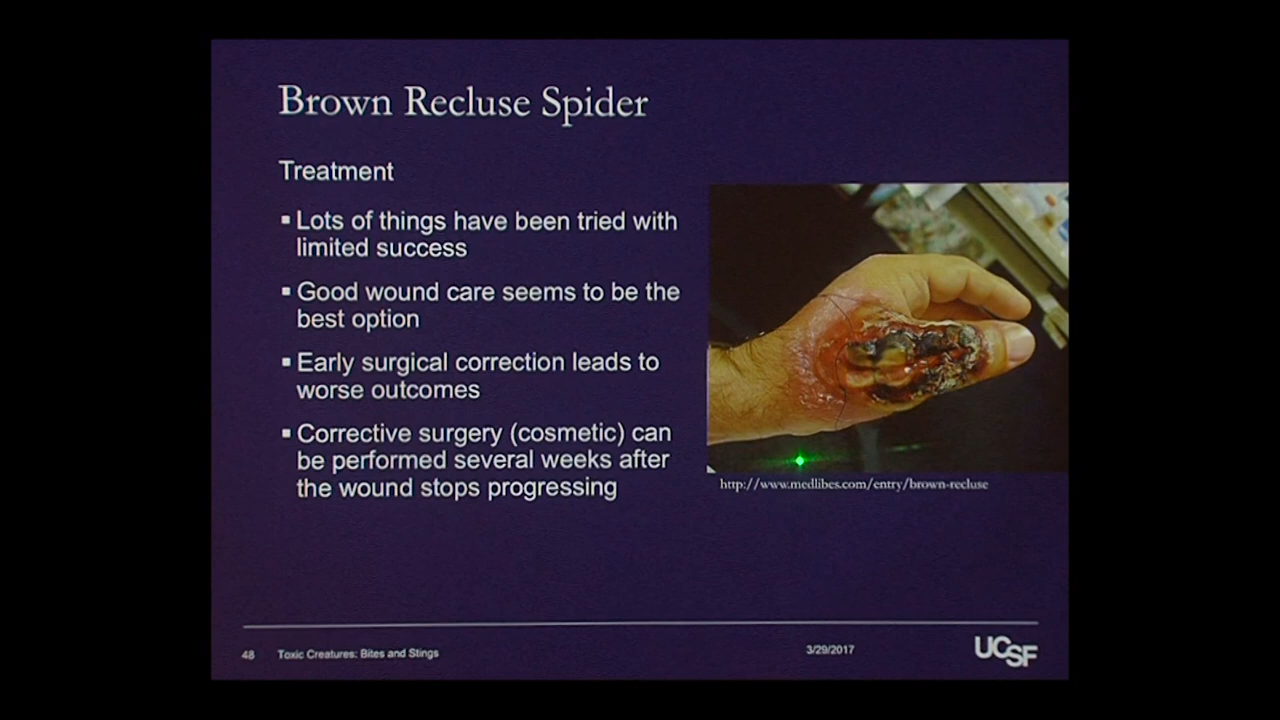 Brown Recluse Spider
Treatment
▪ Lots of things have been tried with
limited success
▪ Good wound care seems to be the
best option
▪ Early surgical correction leads to
worse outcomes
▪ Corrective surgery (cosmetic) can
be performed several weeks after
the wound stops progressing
http://www.medlibes.com/entry/brown-recluse
48 Toxic Creatures: Bites and Stings 3/29/2017 UCSF